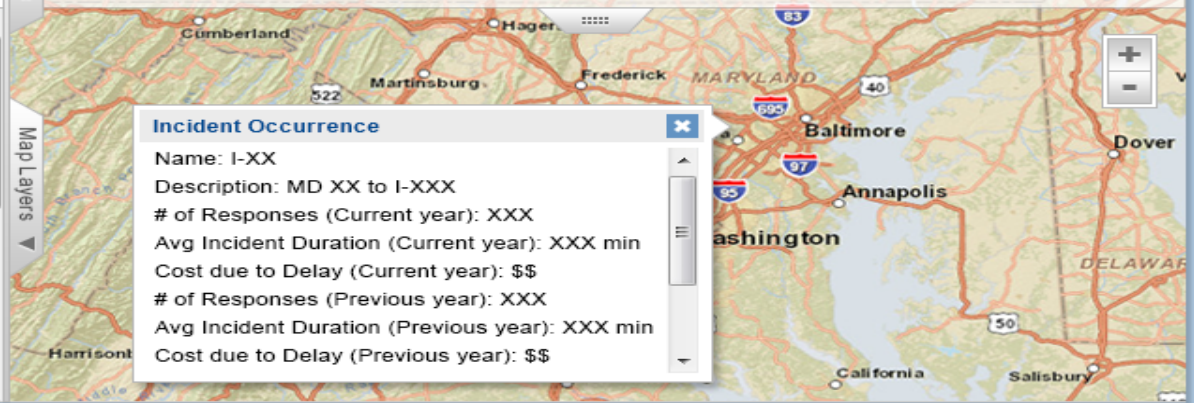 Cumberland
Hager.
83
Martinsburg
Frederick
MARYLAND
522
40
695
Incident Occurrence
Baltimore
Map Layers
Name: I-XX
Dover
Description: MD XX to I-XXX
97
95
Annapolis
# of Responses (Current year): XXX
Avg Incident Duration (Current year): XXX min
ashington
Cost due to Delay (Current year): $$
DELAWAR
# of Responses (Previous year): XXX
Avg Incident Duration (Previous year): XXX min
50
Harrisonb
Cost due to Delay (Previous year): $$
California
Salisbury